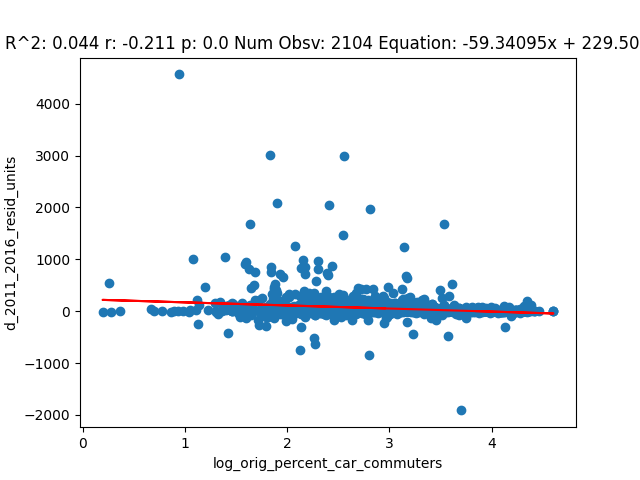 R^2: 0.044 r: -0.211 p: 0.0 Num Obsv: 2104 Equation: -59.34095x + 229.50
d_2011_2016_resid_units
4000
3000
2000
1000
0
−1000
−2000
0 1 2 3 4
log_orig_percent_car_commuters